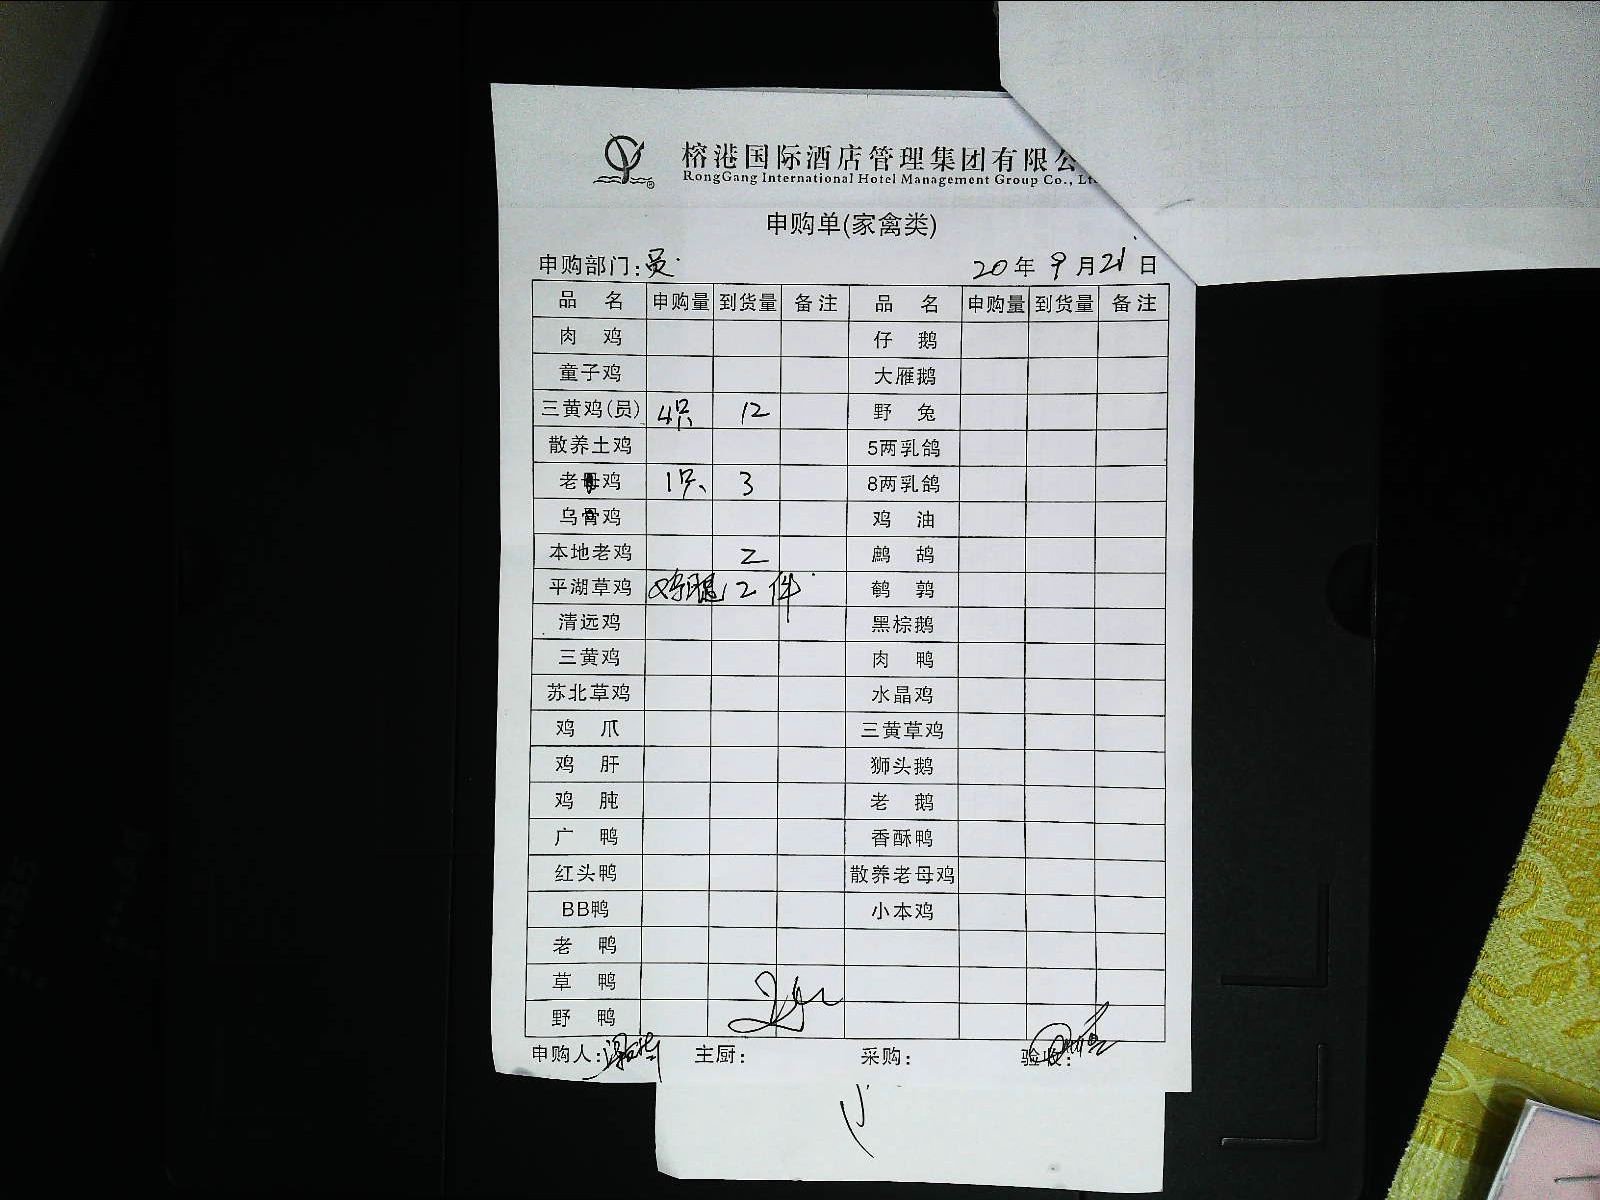 榕港国际酒店管理集团有限公
RongGang International Hotel Management Group Co., Lt
申购单(家禽类)
申购部门:员 20年9月21日
品 名 申购量 到货量 备注 品 名 申购量 到货量 备注
肉 鸡 仔 鹅
童子鸡 大雁鹅
三黄鸡(员) 4只 12 野 兔
散养土鸡 5两乳鸽
老母鸡 1只 3 8两乳鸽
乌骨鸡 鸡 油
本地老鸡 2 鹧 鸪
平湖草鸡 鸡腿 2件 鹌 鹑
清远鸡 黑棕鹅
三黄鸡 肉 鸭
苏北草鸡 水晶鸡
鸡 爪 三黄草鸡
鸡 肝 狮头鹅
鸡 肫 老 鹅
广 鸭 香酥鸭
红头鸭 散养老母鸡
BB鸭 小本鸡
老 鸭
草 鸭
野 鸭
申购人: 主厨: 采购: 验收: